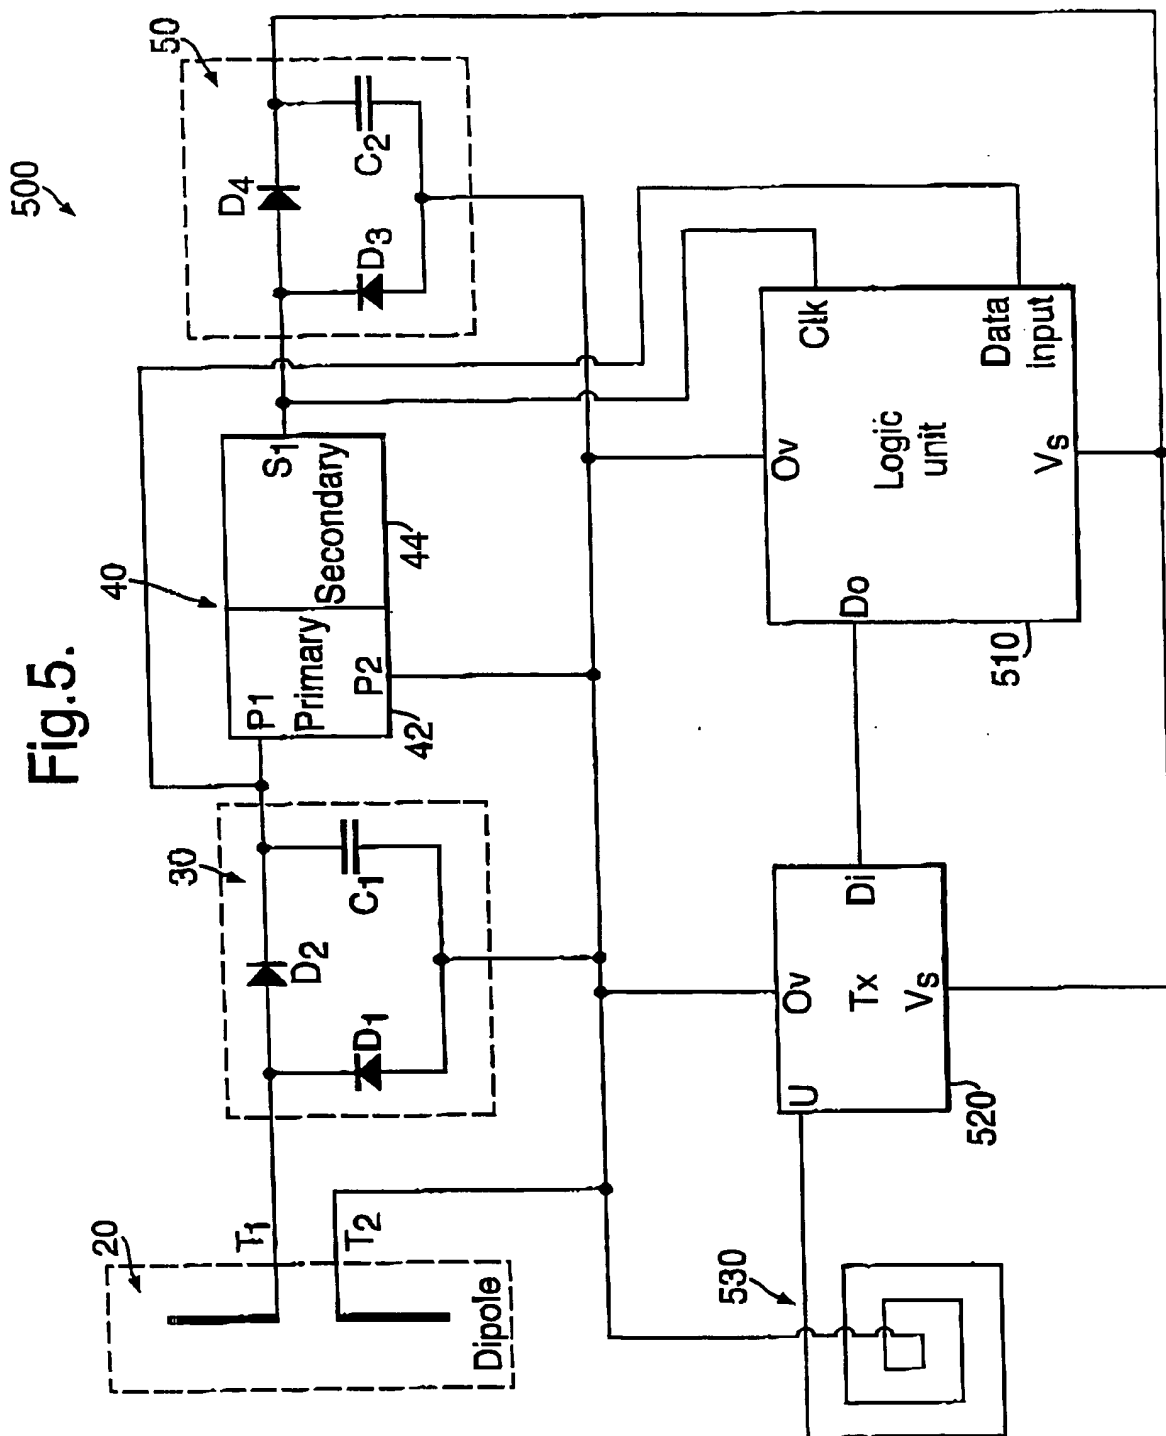 Fig.5.
500
20
Dipole
T1
T2
30
D2
D1
C1
40
P1
Primary
P2
42
S1
Secondary
44
50
D4
D3
C2
530
U
Ov
Tx
Vs
Di
520
Do
Ov
Logic
unit
Vs
Clk
Data
input
510